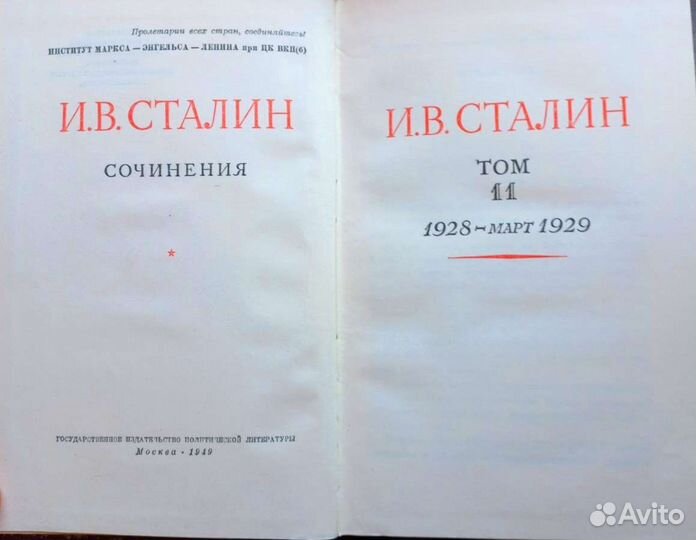 Пролетарии всех стран, соединяйтесь!
ИНСТИТУТ МАРКСА — ЭНГЕЛЬСА — ЛЕНИНА при ЦК ВКП(б)
И.В. СТАЛИН
СОЧИНЕНИЯ
ГОСУДАРСТВЕННОЕ ИЗДАТЕЛЬСТВО ПОЛИТИЧЕСКОЙ ЛИТЕРАТУРЫ
Москва · 1949
И.В. СТАЛИН
ТОМ
11
1928 - МАРТ 1929
Avito